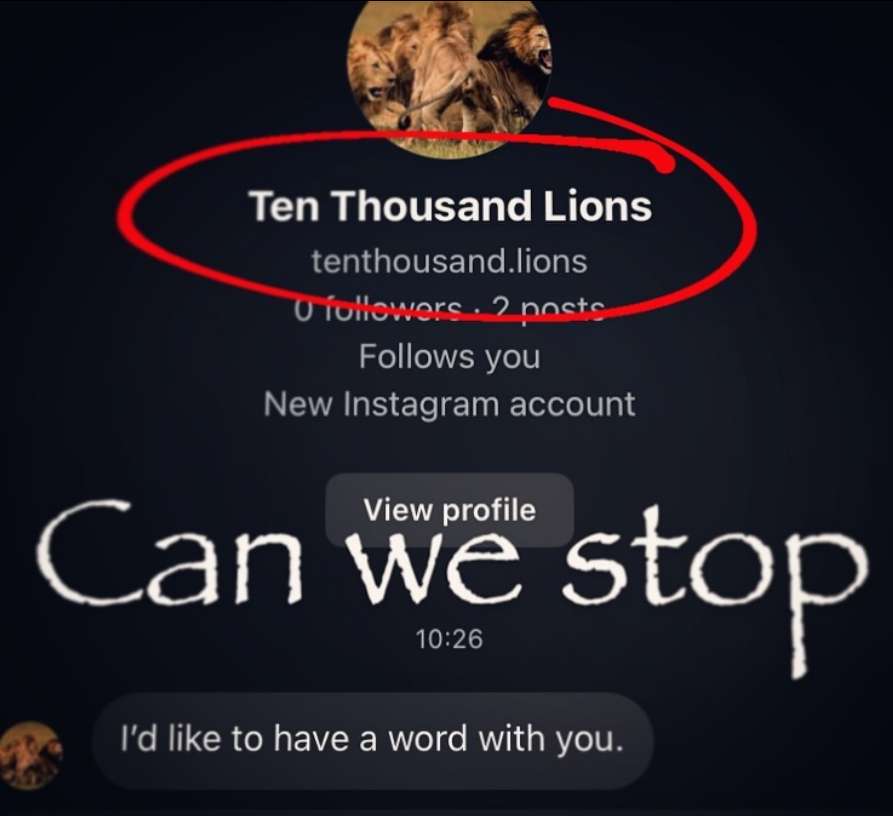 Ten Thousand Lions
tenthousand.lions
0 followers · 2 posts
Follows you
New Instagram account
View profile
Can we stop
10:26
I'd like to have a word with you.